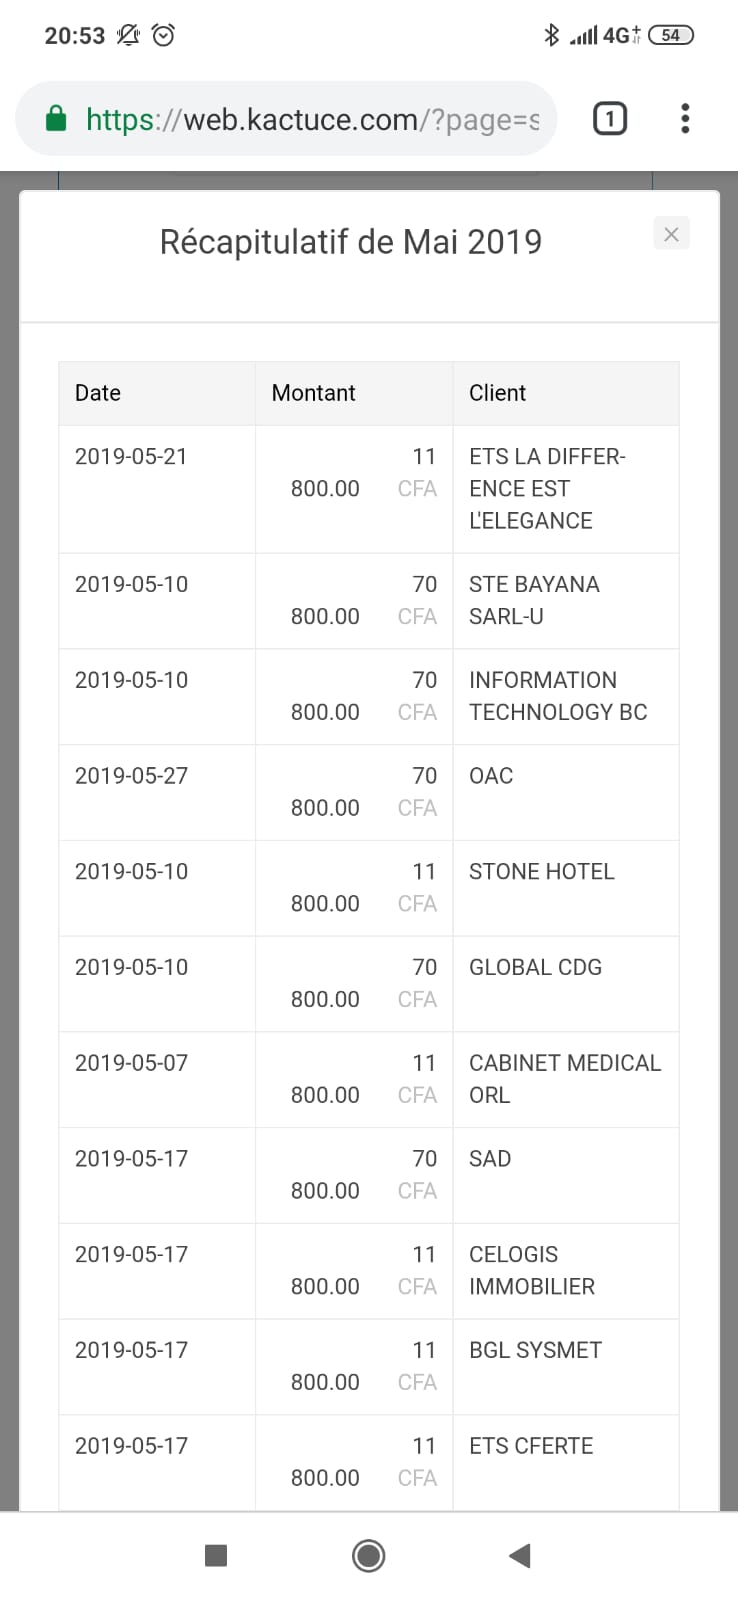 20:53 4G+ 54
https://web.kactuce.com/?page=s 1
Récapitulatif de Mai 2019
Date Montant Client
2019-05-21 11 ETS LA DIFFER-
800.00 CFA ENCE EST
L'ELEGANCE
2019-05-10 70 STE BAYANA
800.00 CFA SARL-U
2019-05-10 70 INFORMATION
800.00 CFA TECHNOLOGY BC
2019-05-27 70 OAC
800.00 CFA
2019-05-10 11 STONE HOTEL
800.00 CFA
2019-05-10 70 GLOBAL CDG
800.00 CFA
2019-05-07 11 CABINET MEDICAL
800.00 CFA ORL
2019-05-17 70 SAD
800.00 CFA
2019-05-17 11 CELOGIS
800.00 CFA IMMOBILIER
2019-05-17 11 BGL SYSMET
800.00 CFA
2019-05-17 11 ETS CFERTE
800.00 CFA